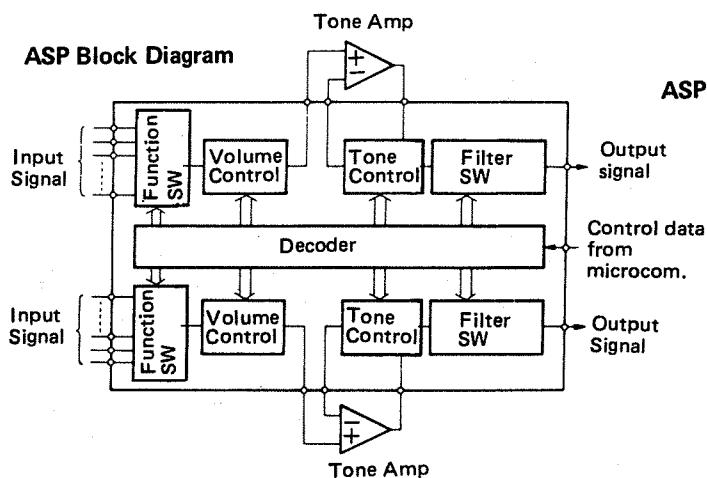 Tone Amp
ASP Block Diagram
ASP
+
−
Input
Signal
Function
SW
Volume
Control
Tone
Control
Filter
SW
Output
signal
Decoder
Control data
from
microcom.
Input
Signal
Function
SW
Volume
Control
Tone
Control
Filter
SW
Output
Signal
−
+
Tone Amp